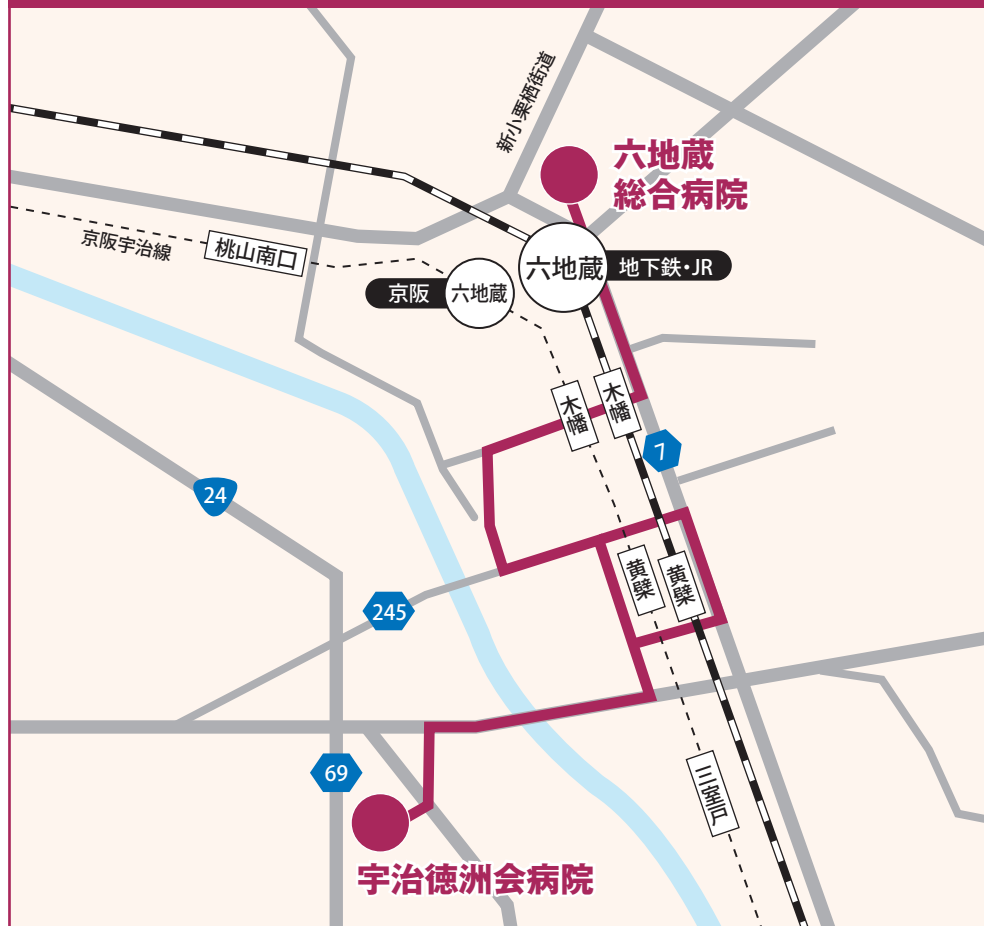 新小栗栖街道
六地蔵
総合病院
京阪宇治線
桃山南口
六地蔵
地下鉄・JR
京阪
六地蔵
木幡
木幡
7
24
黄檗
黄檗
245
69
三室戸
宇治徳洲会病院